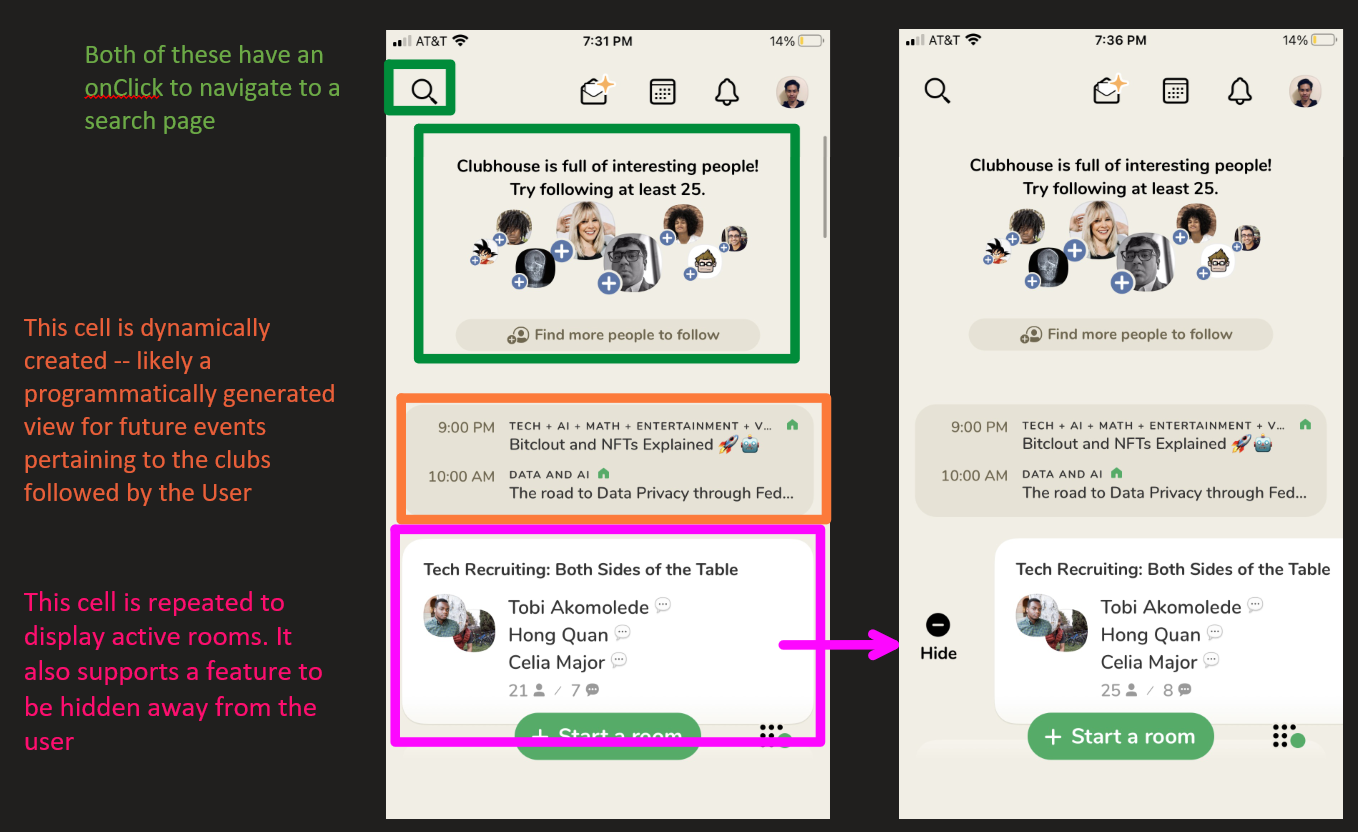 Both of these have an
onClick to navigate to a
search page
This cell is dynamically
created -- likely a
programmatically generated
view for future events
pertaining to the clubs
followed by the User
This cell is repeated to
display active rooms. It
also supports a feature to
be hidden away from the
user
AT&T 7:31 PM 14%
Clubhouse is full of interesting people!
Try following at least 25.
Find more people to follow
9:00 PM TECH + AI + MATH + ENTERTAINMENT + V...
Bitclout and NFTs Explained 🚀🤖
10:00 AM DATA AND AI
The road to Data Privacy through Fed...
Tech Recruiting: Both Sides of the Table
Tobi Akomolede
Hong Quan
Celia Major
21 / 7
+ Start a room
AT&T 7:36 PM 14%
Clubhouse is full of interesting people!
Try following at least 25.
Find more people to follow
9:00 PM TECH + AI + MATH + ENTERTAINMENT + V...
Bitclout and NFTs Explained 🚀🤖
10:00 AM DATA AND AI
The road to Data Privacy through Fed...
Hide
Tech Recruiting: Both Sides of the Table
Tobi Akomolede
Hong Quan
Celia Major
25 / 8
+ Start a room